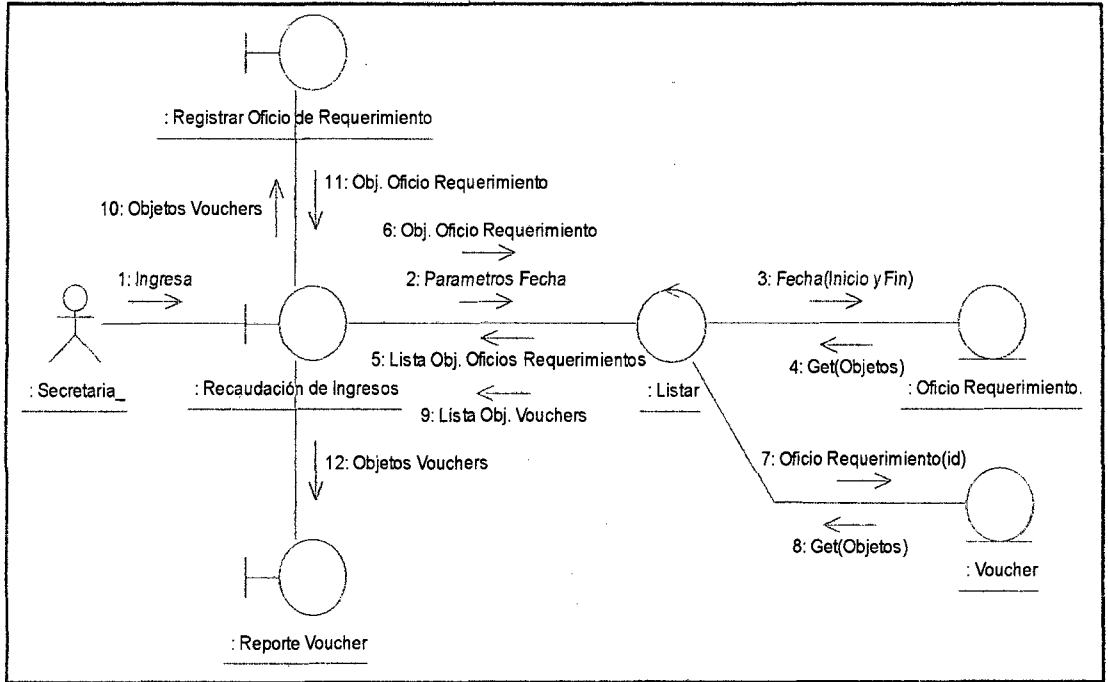 : Registrar Oficio de Requerimiento
11: Obj. Oficio Requerimiento
10: Objetos Vouchers
6: Obj. Oficio Requerimiento
1: Ingresa
2: Parametros Fecha
3: Fecha(Inicio y Fin)
5: Lista Obj. Oficios Requerimientos
4: Get(Objetos)
: Secretaria_
: Recaudación de Ingresos
: Listar
: Oficio Requerimiento.
9: Lista Obj. Vouchers
12: Objetos Vouchers
7: Oficio Requerimiento(id)
8: Get(Objetos)
: Voucher
: Reporte Voucher